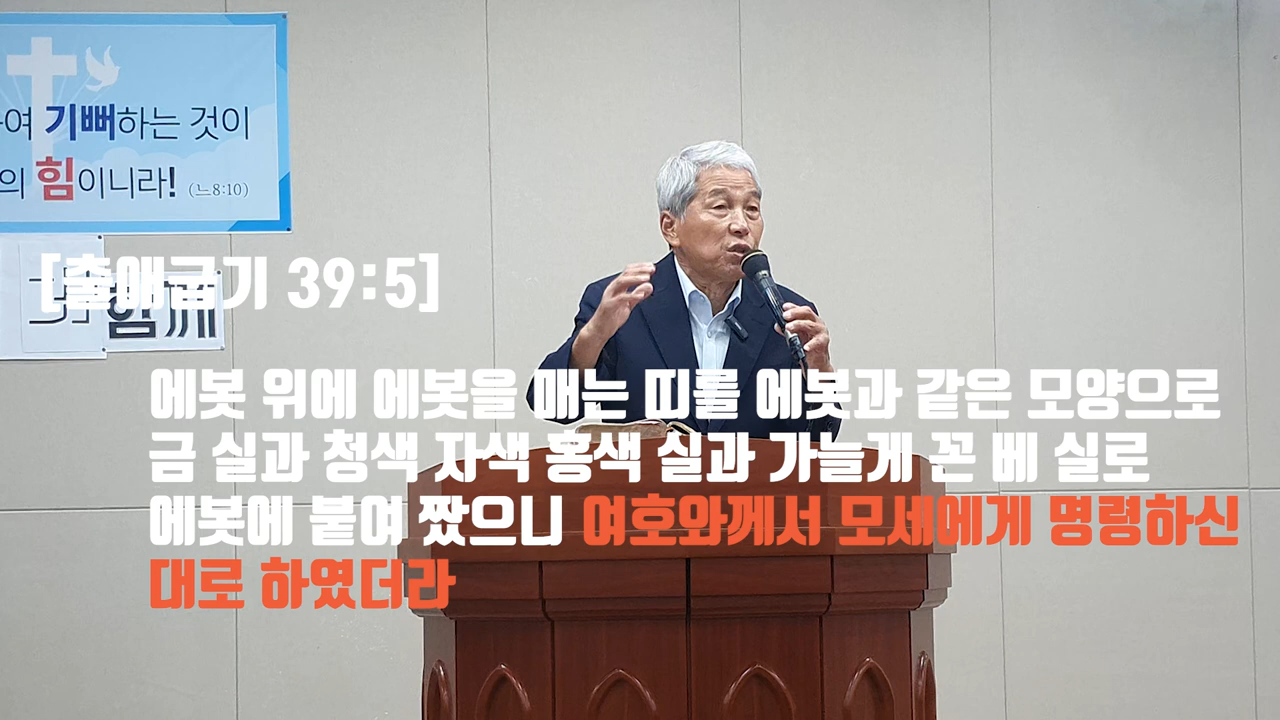 여 기뻐하는 것이
의 힘이니라! (느8:10)
[출애굽기 39:5]
함께
에봇 위에 에봇을 매는 띠를 에봇과 같은 모양으로
금 실과 청색 자색 홍색 실과 가늘게 꼰 베 실로
에봇에 붙여 짰으니 여호와께서 모세에게 명령하신
대로 하였더라